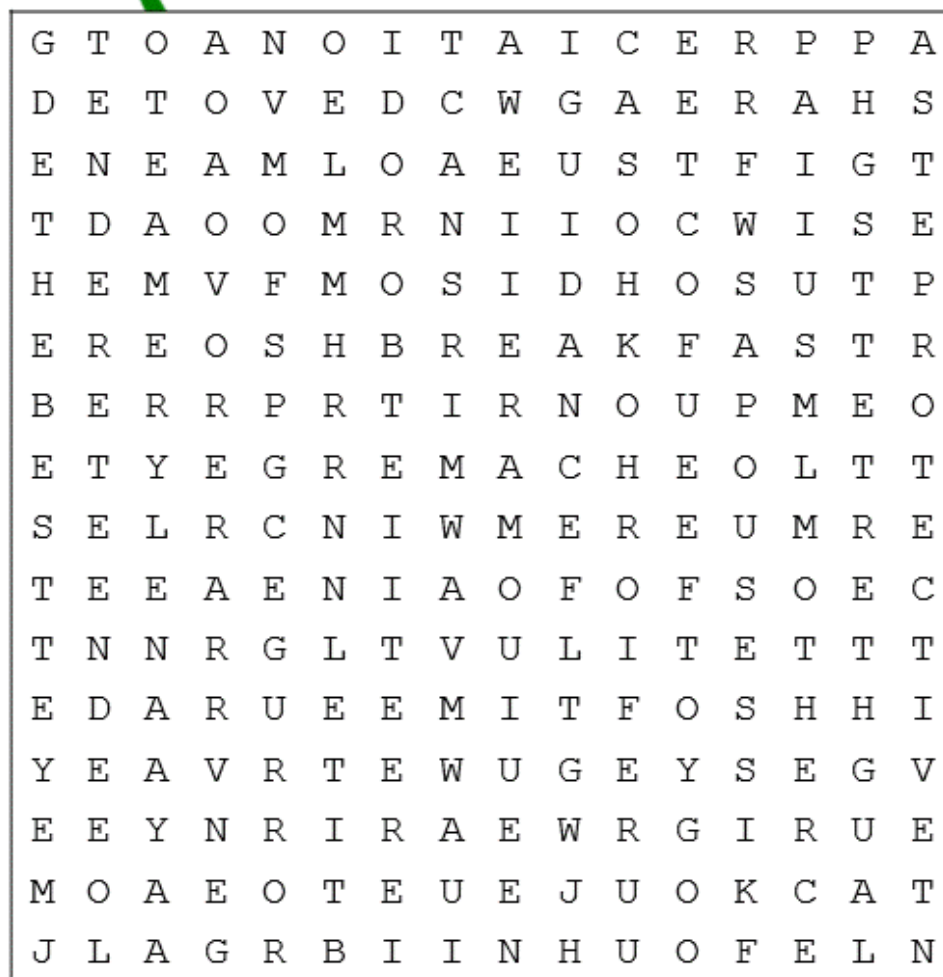 G T O A N O I T A I C E R P P A
D E T O V E D C W G A E R A H S
E N E A M L O A E U S T F I G T
T D A O O M R N I I O C W I S E
H E M V F M O S I D H O S U T P
E R E O S H B R E A K F A S T R
B E R R P R T I R N O U P M E O
E T Y E G R E M A C H E O L T T
S E L R C N I W M E R E U M R E
T E E A E N I A O F O F S O E C
T N N R G L T V U L I T E T T T
E D A R U E E M I T F O S H H I
Y E A V R T E W U G E Y S E G V
E E Y N R I R A E W R G I R U E
M O A E O T E U E J U O K C A T
J L A G R B I I N H U O F E L N